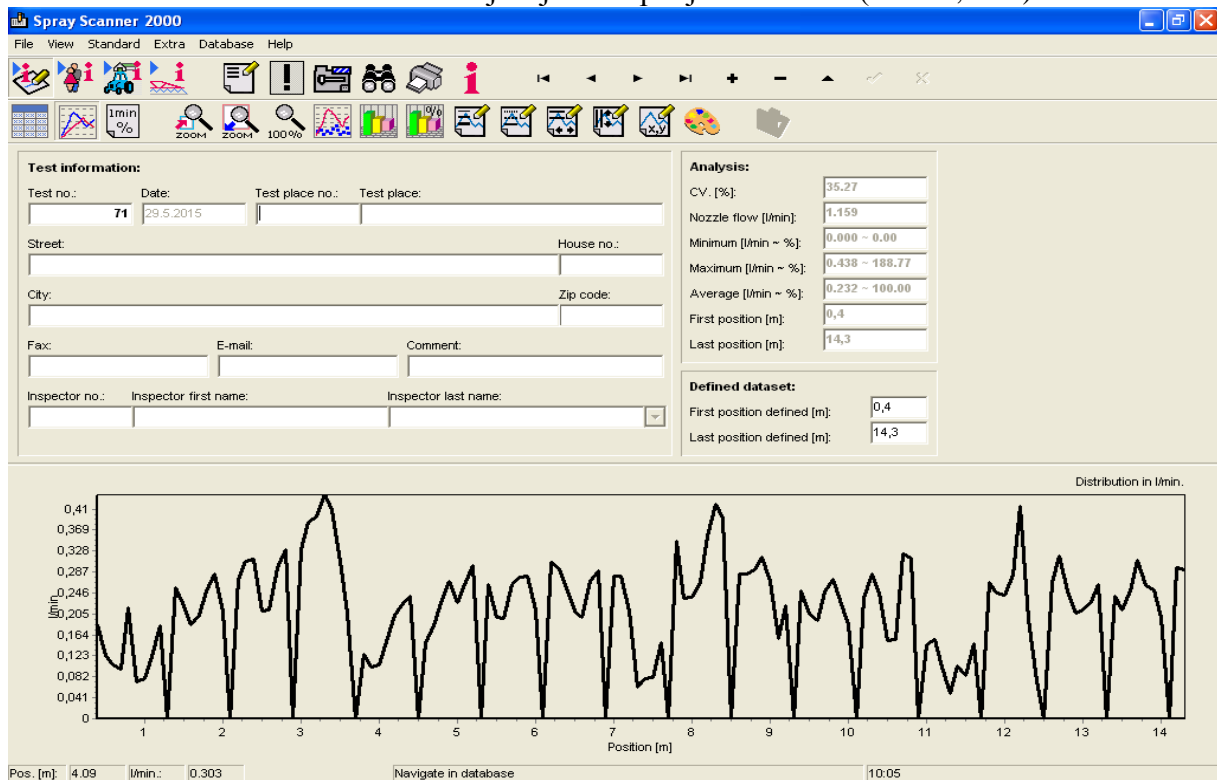 Spray Scanner 2000
File View Standard Extra Database Help
1min %
ZOOM ZOOM 100% %
x,y
Test information:
Test no.: Date: Test place no.: Test place:
71 29.5.2015
Street: House no.:
City: Zip code:
Fax: E-mail: Comment:
Inspector no.: Inspector first name: Inspector last name:
Analysis:
CV. [%]: 35.27
Nozzle flow [l/min]: 1.159
Minimum [l/min ~ %]: 0.000 ~ 0.00
Maximum [l/min ~ %]: 0.438 ~ 188.77
Average [l/min ~ %]: 0.232 ~ 100.00
First position [m]: 0,4
Last position [m]: 14,3
Defined dataset:
First position defined [m]: 0,4
Last position defined [m]: 14,3
Distribution in l/min.
0,41
0,369
0,328
0,287
0,246
l/min
0,205
0,164
0,123
0,082
0,041
0
1 2 3 4 5 6 7 8 9 10 11 12 13 14
Position [m]
Pos. [m]: 4.09 l/min.: 0.303 Navigate in database 10:05